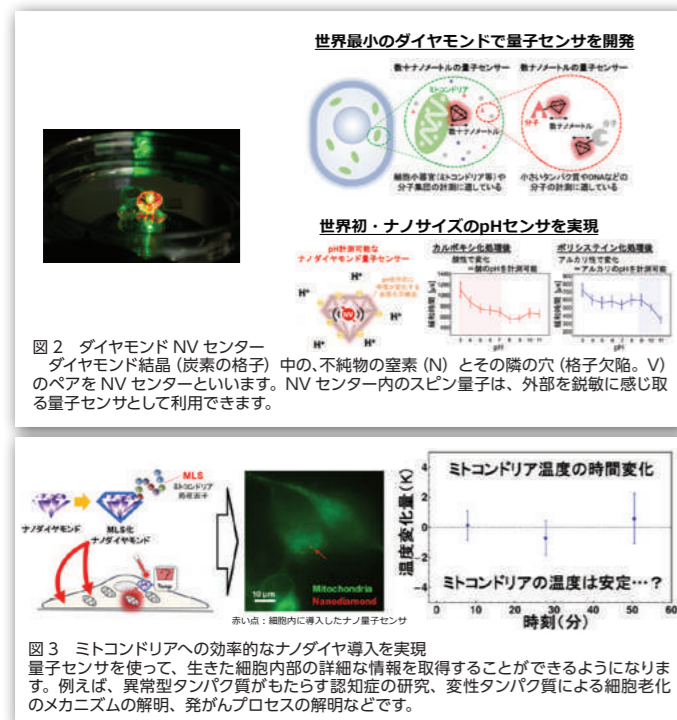 世界最小のダイヤモンドで量子センサを開発
数十ナノメートルの量子センサー 数ナノメートルの量子センサー
ミトコンドリア
分子
分子
数十ナノメートル
数ナノメートル
細胞小器官(ミトコンドリア等)や
分子集団の計測に適している
小さいタンパク質やDNAなどの
分子の計測に適している
世界初・ナノサイズのpHセンサを実現
pH計測可能な
ナノダイヤモンド量子センサー
H+
H+
H+
H+
H+
H+
NV
カルボキシ化処理後
酸性で変化
＝酸のpHを計測可能
緩和時間 [μs]
pH
ポリシステイン化処理後
アルカリ性で変化
＝アルカリのpHを計測可能
緩和時間 [μs]
pH
図2 ダイヤモンド NV センター
ダイヤモンド結晶（炭素の格子）中の、不純物の窒素（N）とその隣の穴（格子欠陥。V）
のペアを NV センターといいます。NV センター内のスピン量子は、外部を鋭敏に感じ取
る量子センサとして利用できます。
MLS
ミトコンドリア
局在因子
ナノダイヤモンド
MLS化
ナノダイヤモンド
Temp
10 μm
Mitochondria
Nanodiamond
赤い点：細胞内に導入したナノ量子センサ
ミトコンドリア温度の時間変化
温度変化量(K)
4
2
0
−2
−4
ミトコンドリアの温度は安定…？
0 10 20 30 40 50 60
時刻(分)
図3 ミトコンドリアへの効率的なナノダイヤ導入を実現
量子センサを使って、生きた細胞内部の詳細な情報を取得することができるようになりま
す。例えば、異常型タンパク質がもたらす認知症の研究、変性タンパク質による細胞老化
のメカニズムの解明、発がんプロセスの解明などです。